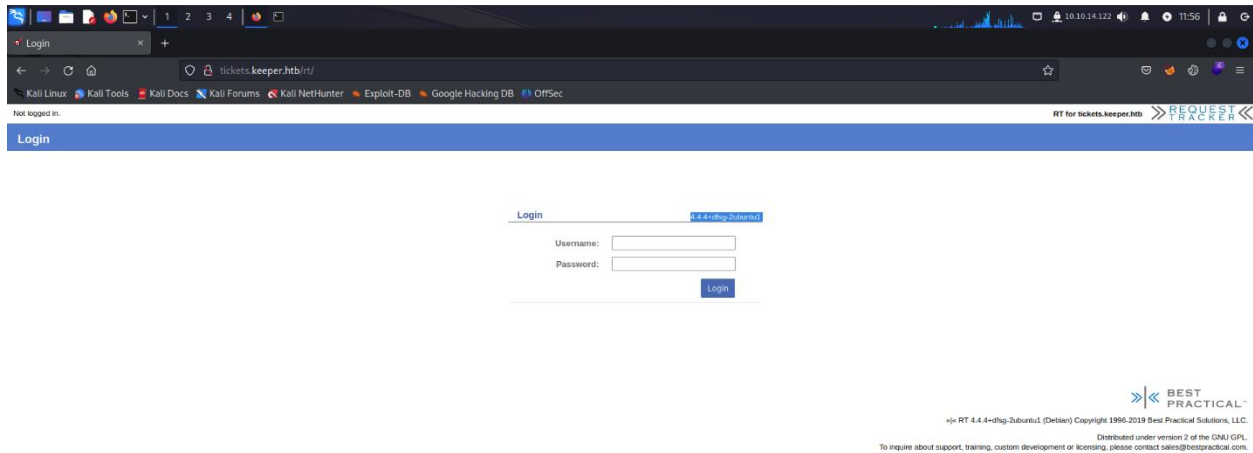 1 2 3 4
10.10.14.122 11:56
Login
tickets.keeper.htb/rt/
Kali Linux Kali Tools Kali Docs Kali Forums Kali NetHunter Exploit-DB Google Hacking DB OffSec
Not logged in.
RT for tickets.keeper.htb
REQUEST TRACKER
Login
Login 4.4.4+dfsg-2ubuntu1
Username:
Password:
Login
BEST PRACTICAL™
»|« RT 4.4.4+dfsg-2ubuntu1 (Debian) Copyright 1996-2019 Best Practical Solutions, LLC.
Distributed under version 2 of the GNU GPL.
To inquire about support, training, custom development or licensing, please contact sales@bestpractical.com.